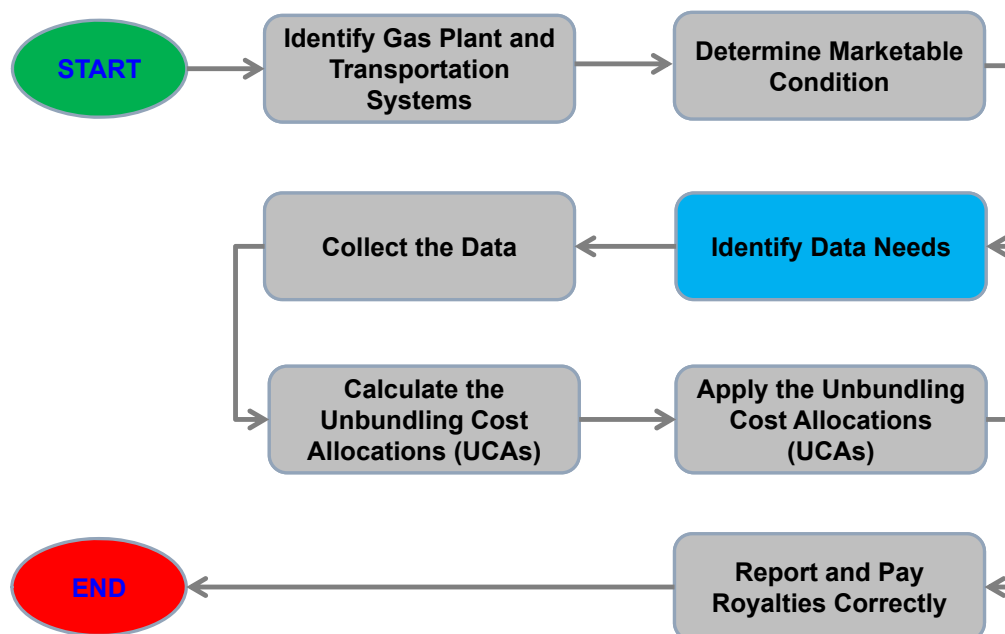 START
Identify Gas Plant and
Transportation
Systems
Determine Marketable
Condition
Collect the Data
Identify Data Needs
Calculate the
Unbundling Cost
Allocations (UCAs)
Apply the Unbundling
Cost Allocations
(UCAs)
END
Report and Pay
Royalties Correctly